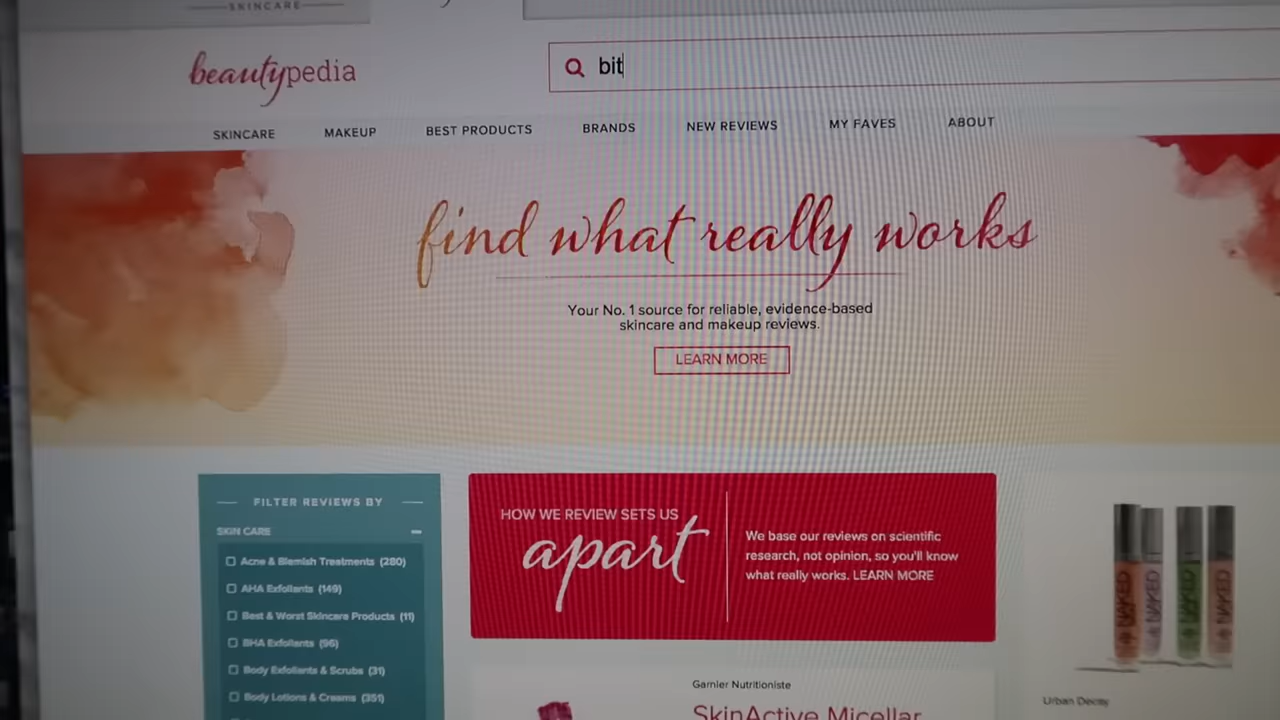 SKINCARE
beautypedia
bit
SKINCARE MAKEUP BEST PRODUCTS BRANDS NEW REVIEWS MY FAVES ABOUT
find what really works
Your No. 1 source for reliable, evidence-based
skincare and makeup reviews.
LEARN MORE
FILTER REVIEWS BY
SKIN CARE
Acne & Blemish Treatments (280)
AHA Exfoliants (149)
Best & Worst Skincare Products (11)
BHA Exfoliants (96)
Body Exfoliants & Scrubs (31)
Body Lotions & Creams (351)
HOW WE REVIEW SETS US
apart
We base our reviews on scientific
research, not opinion, so you'll know
what really works. LEARN MORE
Garnier Nutritioniste
SkinActive Micellar
NAKED
NAKED
NAKED
NAKED
Urban Decay